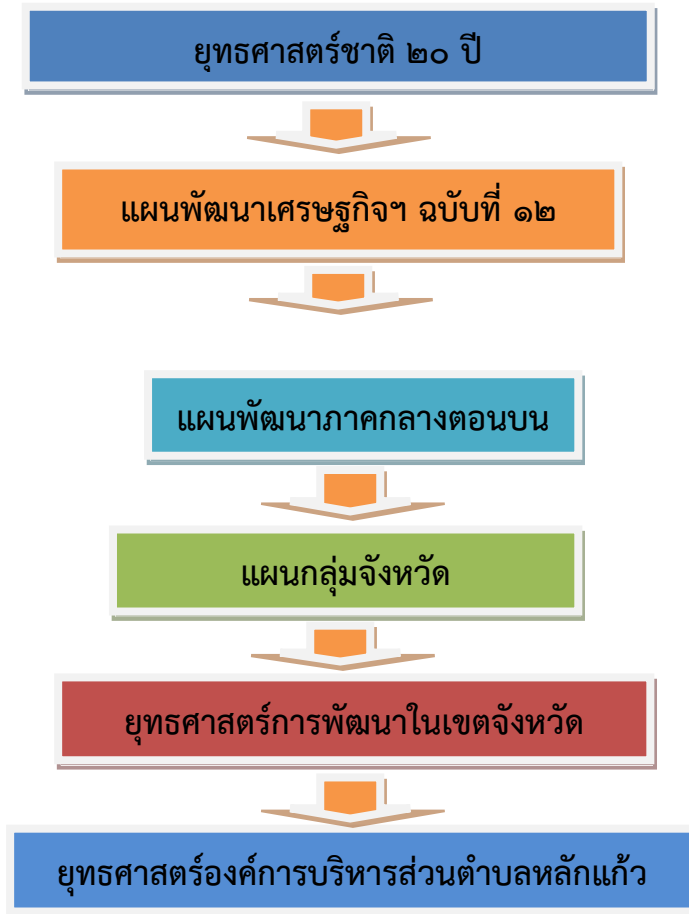 ยุทธศาสตร์ชาติ ๒๐ ปี
แผนพัฒนาเศรษฐกิจฯ ฉบับที่ ๑๒
แผนพัฒนาภาคกลางตอนบน
แผนกลุ่มจังหวัด
ยุทธศาสตร์การพัฒนาในเขตจังหวัด
ยุทธศาสตร์องค์การบริหารส่วนตำบลหลักแก้ว